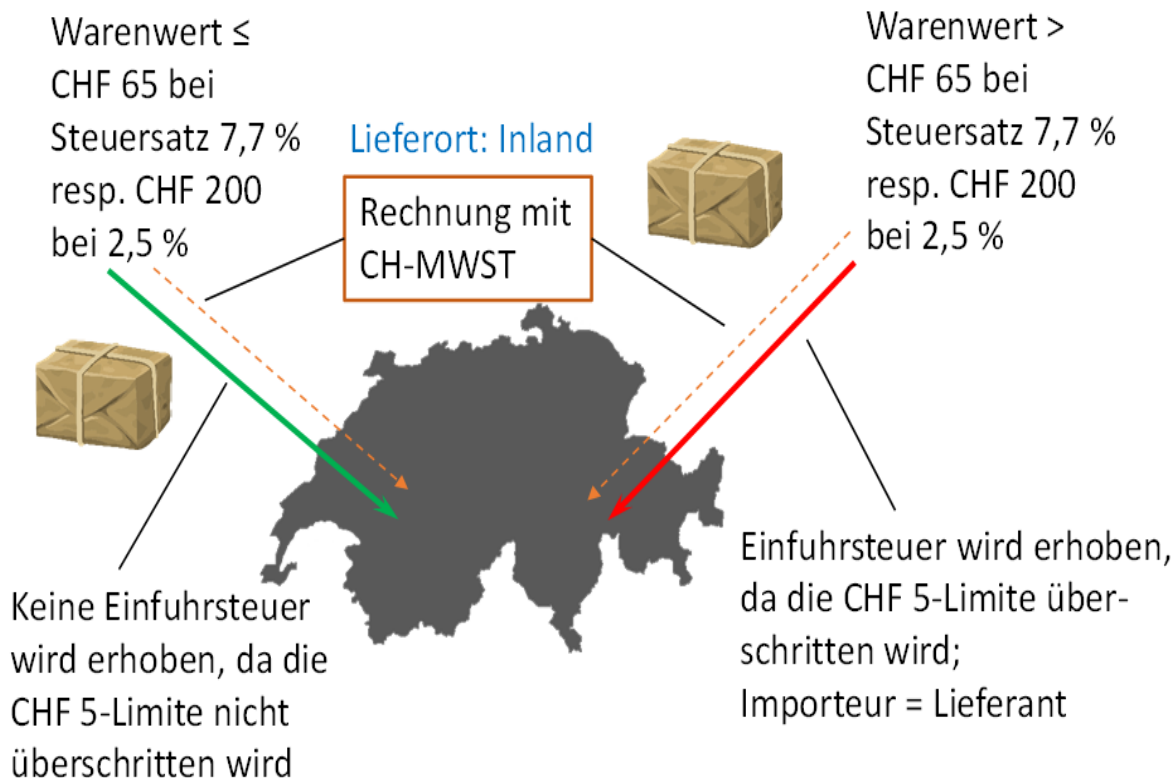 Warenwert ≤
CHF 65 bei
Steuersatz 7,7 %
resp. CHF 200
bei 2,5 %
Lieferort: Inland
Rechnung mit
CH-MWST
Warenwert >
CHF 65 bei
Steuersatz 7,7 %
resp. CHF 200
bei 2,5 %
Keine Einfuhrsteuer
wird erhoben, da die
CHF 5-Limite nicht
überschritten wird
Einfuhrsteuer wird erhoben,
da die CHF 5-Limite über-
schritten wird;
Importeur = Lieferant